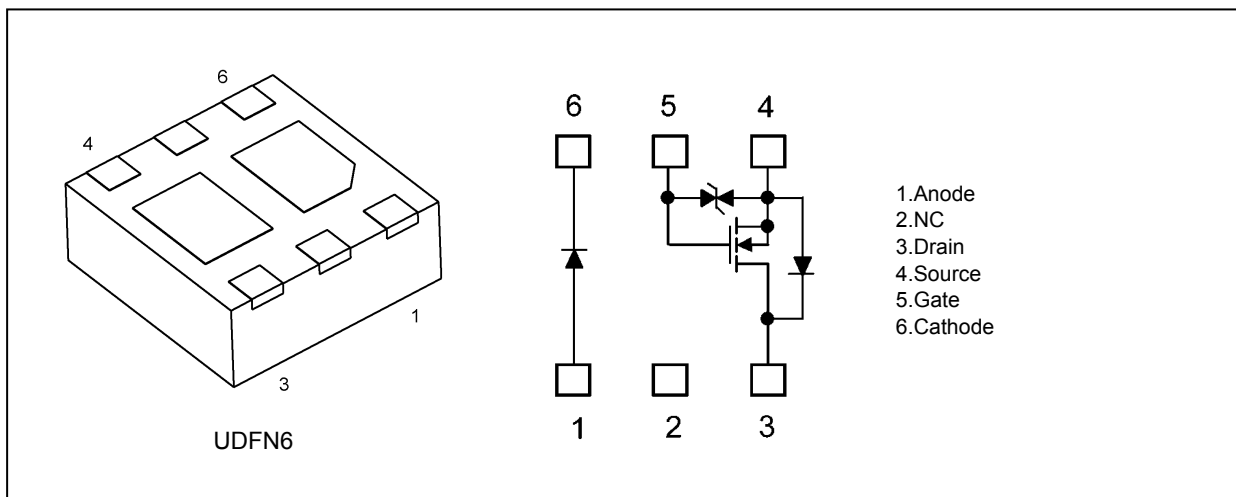 6
4
1
3
UDFN6
6 5 4
1 2 3
1.Anode
2.NC
3.Drain
4.Source
5.Gate
6.Cathode